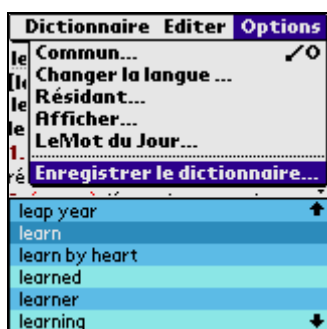 Dictionnaire Editer Options
Commun... ／O
Changer la langue ...
Résidant...
Afficher...
LeMot du Jour...
Enregistrer le dictionnaire...
leap year
learn
learn by heart
learned
learner
learning